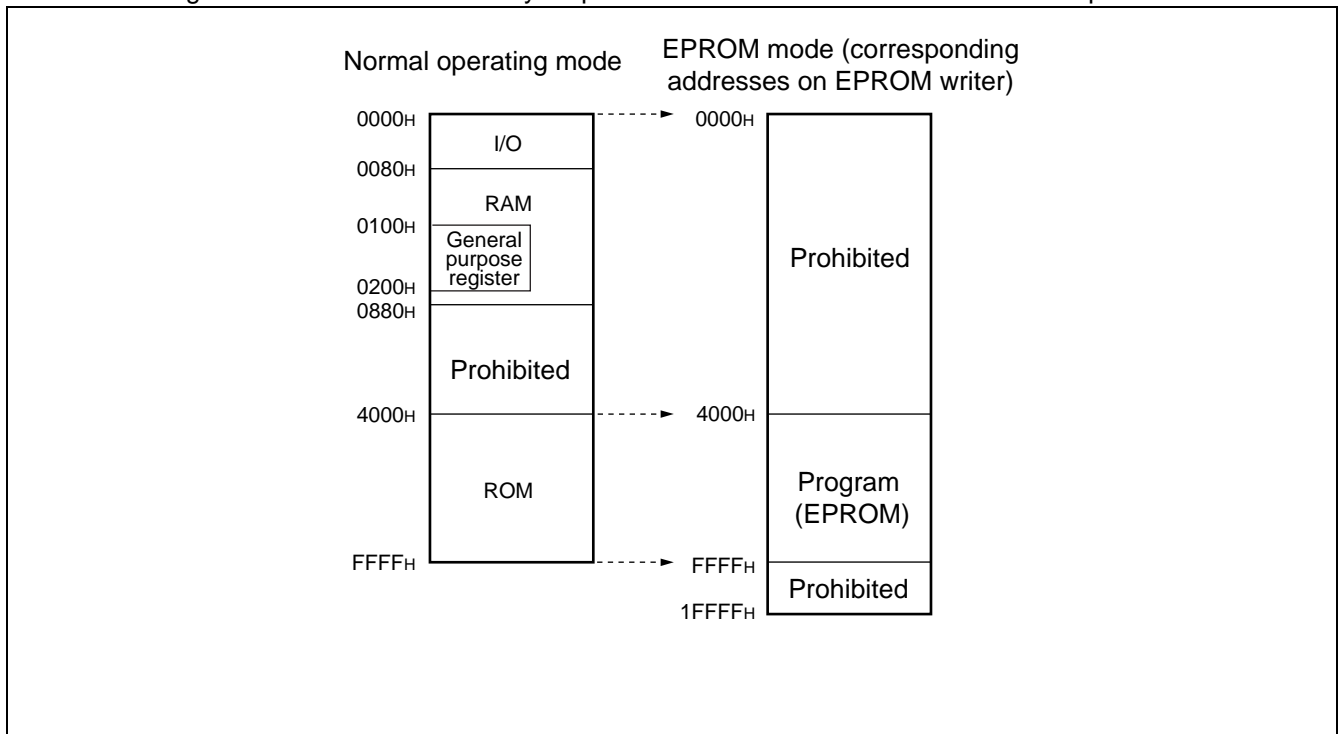 Normal operating mode
EPROM mode (corresponding
addresses on EPROM writer)
0000H
I/O
0080H
RAM
0100H
General
purpose
register
0200H
0880H
Prohibited
4000H
ROM
FFFFH
0000H
Prohibited
4000H
Program
(EPROM)
FFFFH
Prohibited
1FFFFH